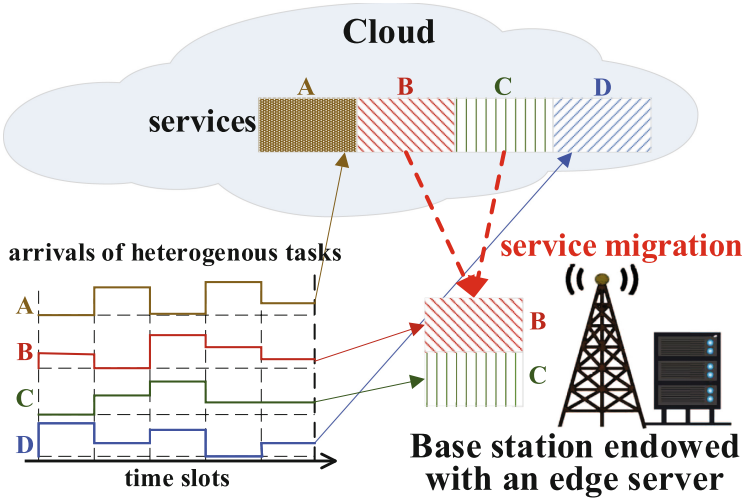 Cloud
A B C D
services
arrivals of heterogenous tasks
service migration
A
B
B
C
C
D
Base station endowed
with an edge server
time slots